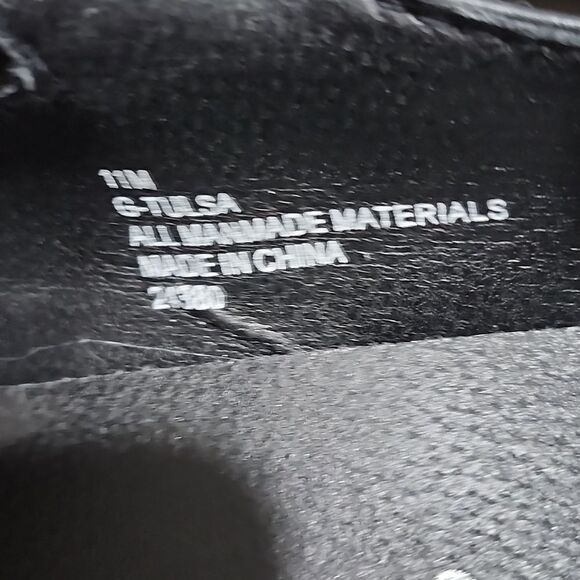 11M
G-TULSA
ALL MANMADE MATERIALS
MADE IN CHINA